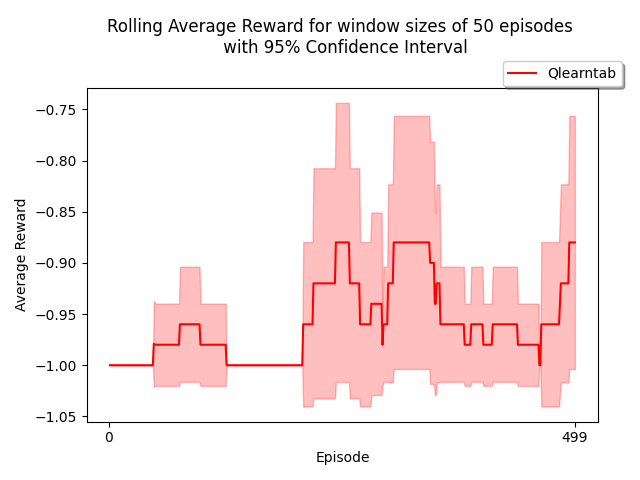 Rolling Average Reward for window sizes of 50 episodes
with 95% Confidence Interval
Qlearntab
−0.75
−0.80
−0.85
−0.90
−0.95
−1.00
−1.05
Average Reward
0
499
Episode